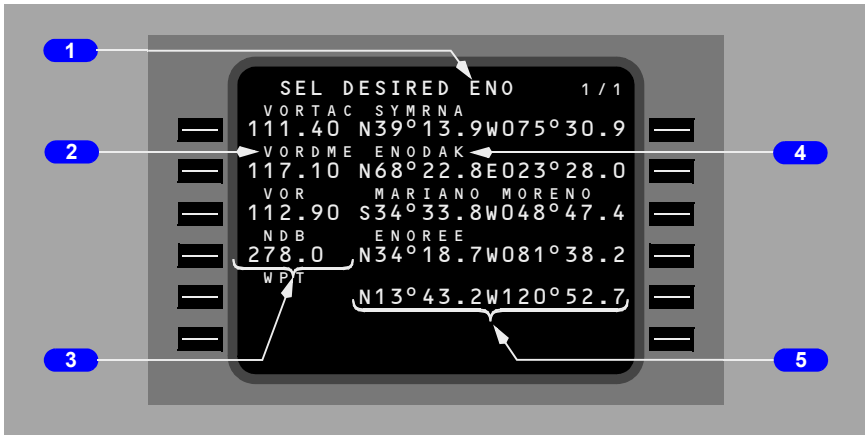 1
SEL DESIRED ENO 1/1
VORTAC SYMRNA
111.40 N39°13.9W075°30.9
2
VORDME ENODAK
4
117.10 N68°22.8E023°28.0
VOR MARIANO MORENO
112.90 S34°33.8W048°47.4
NDB ENOREE
278.0 N34°18.7W081°38.2
WPT
N13°43.2W120°52.7
3
5